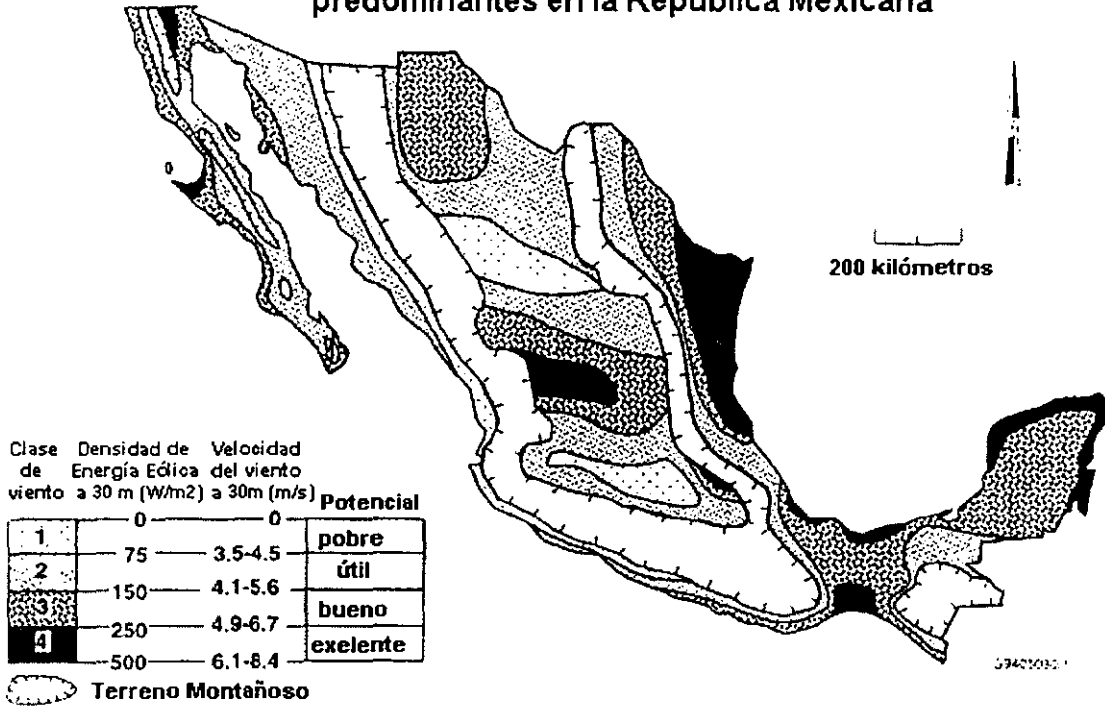 predominantes en la República Mexicana
200 kilómetros
Clase de viento Densidad de Energía Eólica a 30 m (W/m2) Velocidad del viento a 30m (m/s) Potencial
0 0
1 pobre
75 3.5-4.5
2 útil
150 4.1-5.6
3 bueno
250 4.9-6.7
4 exelente
500 6.1-8.4
Terreno Montañoso